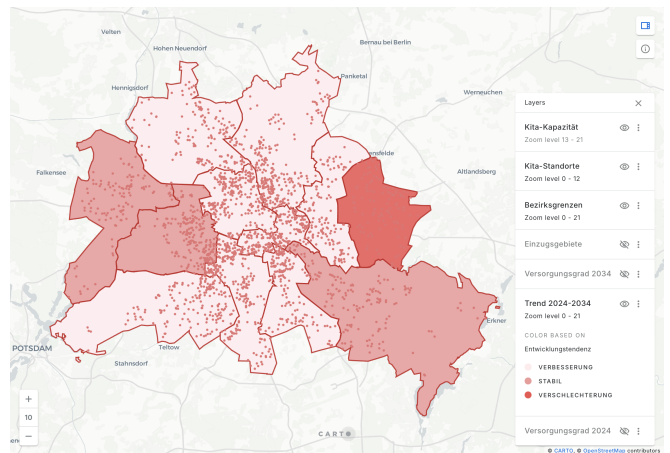 Velten
Hohen Neuendorf
Bernau bei Berlin
Panketal
Hennigsdorf
Werneuchen
Falkensee
ensfelde
Altlandsberg
Erkner
POTSDAM
Teltow
Stahnsdorf
Layers
Kita-Kapazität
Zoom level 13 - 21
Kita-Standorte
Zoom level 0 - 12
Bezirksgrenzen
Zoom level 0 - 21
Einzugsgebiete
Versorgungsgrad 2034
Trend 2024-2034
Zoom level 0 - 21
COLOR BASED ON
Entwicklungstendenz
VERBESSERUNG
STABIL
VERSCHLECHTERUNG
Versorgungsgrad 2024
+
10
−
CARTO
© CARTO, © OpenStreetMap contributors